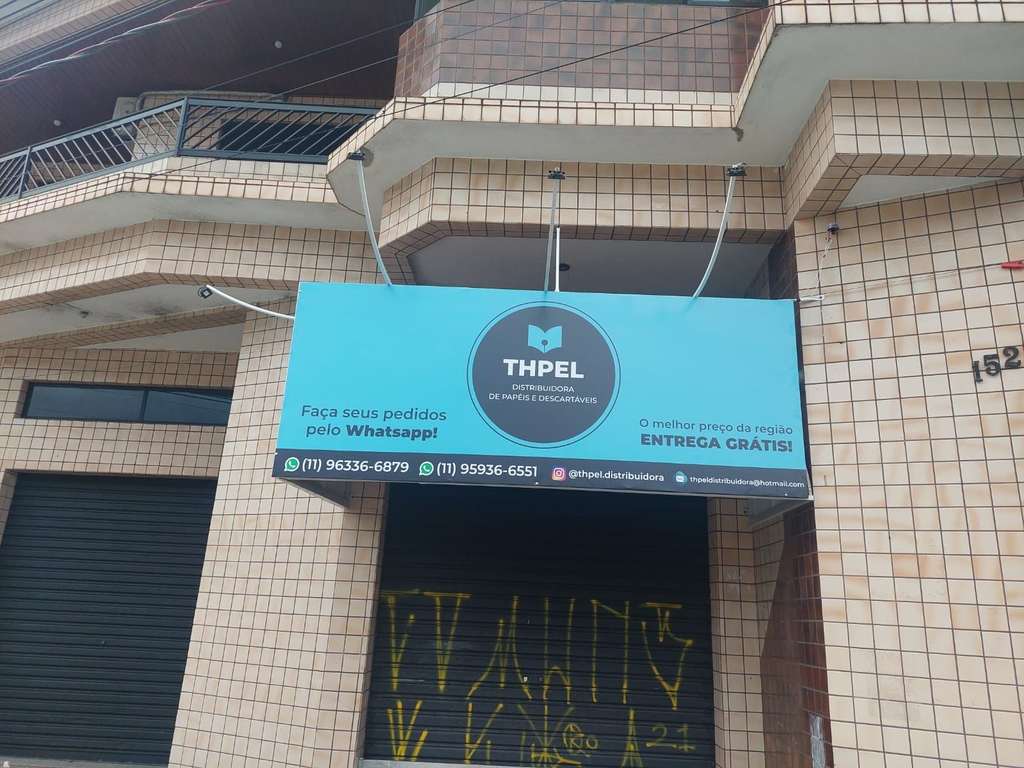 THPEL
DISTRIBUIDORA
DE PAPÉIS E DESCARTÁVEIS
Faça seus pedidos
pelo Whatsapp!
O melhor preço da região
ENTREGA GRÁTIS!
(11) 96336-6879 (11) 95936-6551 @thpel.distribuidora thpeldistribuidora@hotmail.com
152
21